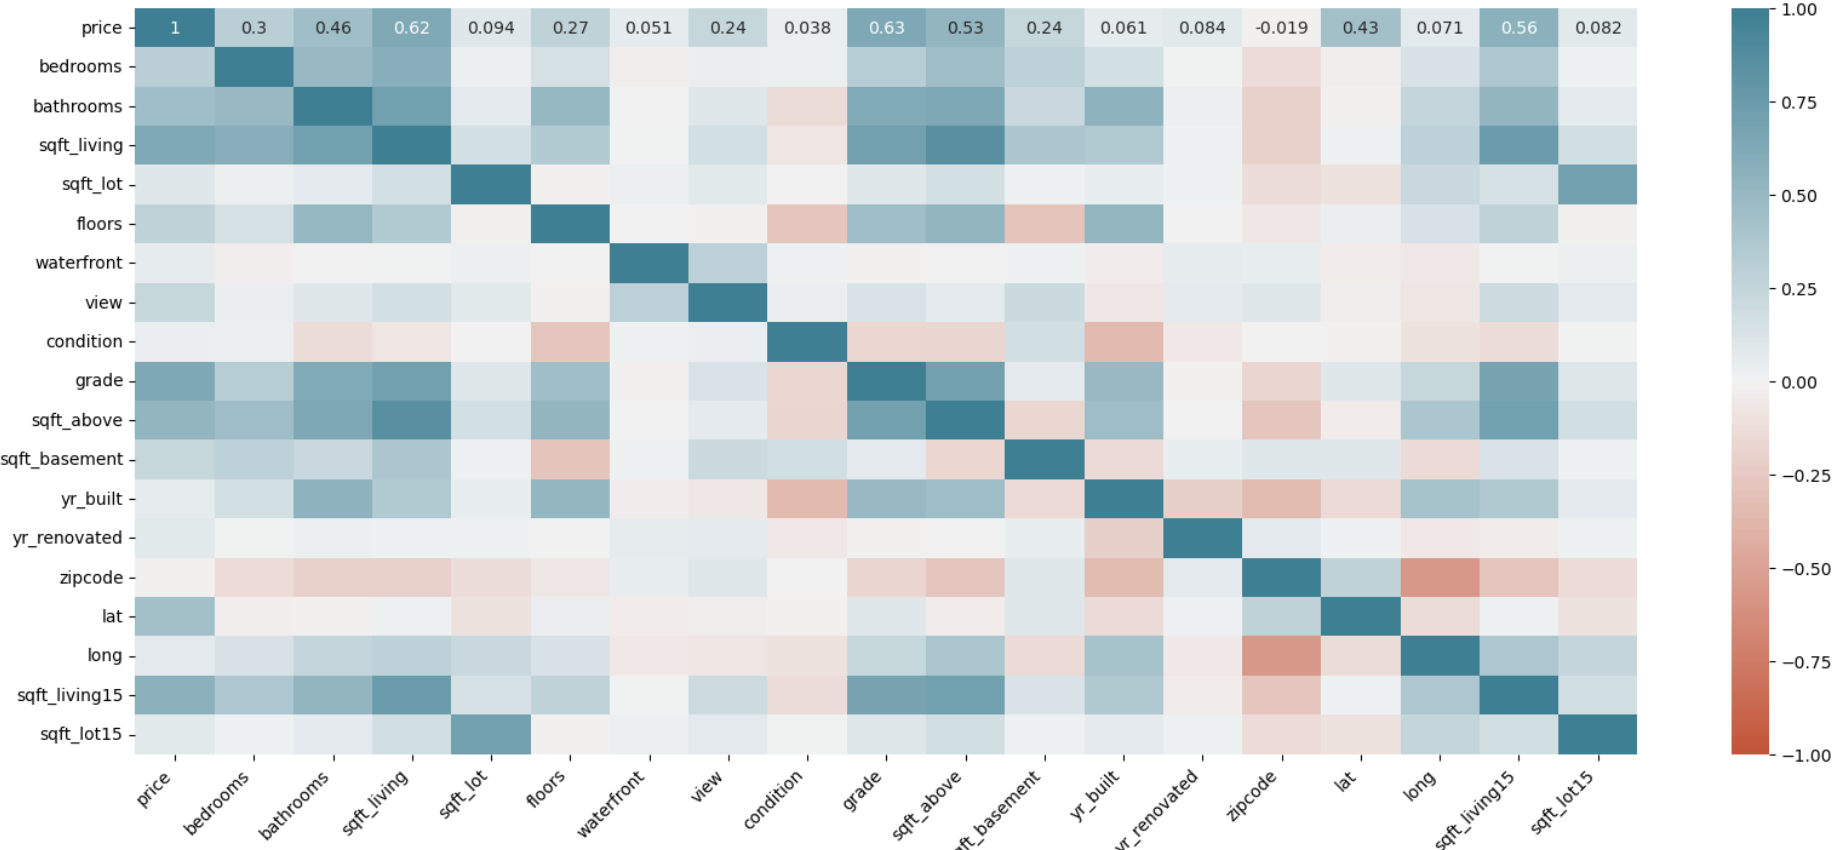 price 1 0.3 0.46 0.62 0.094 0.27 0.051 0.24 0.038 0.63 0.53 0.24 0.061 0.084 -0.019 0.43 0.071 0.56 0.082
bedrooms
bathrooms
sqft_living
sqft_lot
floors
waterfront
view
condition
grade
sqft_above
sqft_basement
yr_built
yr_renovated
zipcode
lat
long
sqft_living15
sqft_lot15
price
bedrooms
bathrooms
sqft_living
sqft_lot
floors
waterfront
view
condition
grade
sqft_above
qft_basement
yr_built
yr_renovated
zipcode
lat
long
sqft_living15
sqft_lot15
1.00
0.75
0.50
0.25
0.00
−0.25
−0.50
−0.75
−1.00